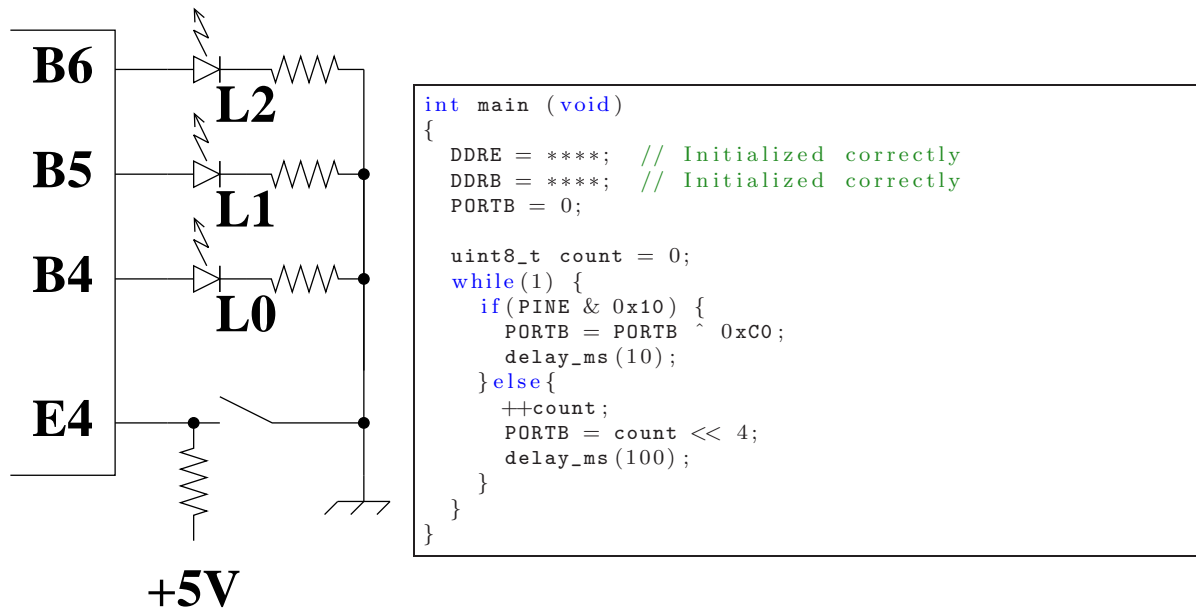 B6
L2
B5
L1
B4
L0
E4
+5V
int main (void)
{
DDRE = ****; // Initialized correctly
DDRB = ****; // Initialized correctly
PORTB = 0;
uint8_t count = 0;
while(1) {
if(PINE & 0x10) {
PORTB = PORTB ^ 0xC0;
delay_ms(10);
}else{
++count;
PORTB = count << 4;
delay_ms(100);
}
}
}